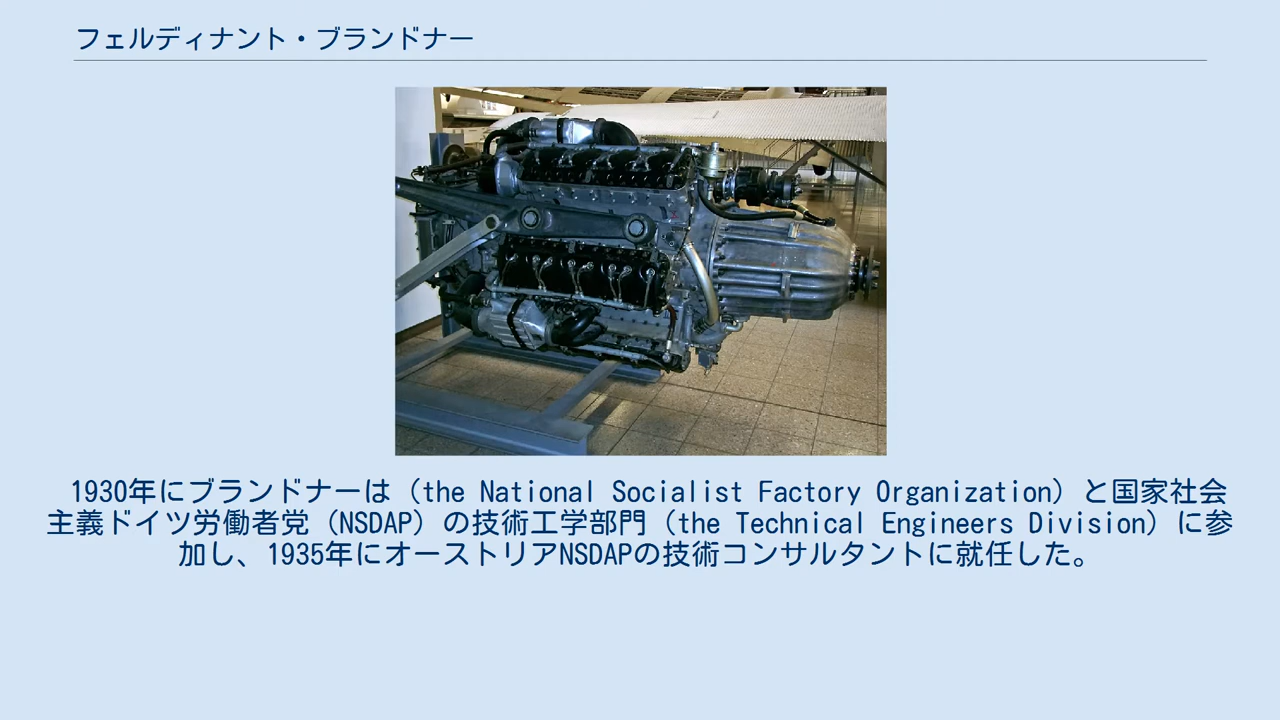 フェルディナント・ブランドナー
1930年にブランドナーは（the National Socialist Factory Organization）と国家社会
主義ドイツ労働者党（NSDAP）の技術工学部門（the Technical Engineers Division）に参
加し、1935年にオーストリアNSDAPの技術コンサルタントに就任した。